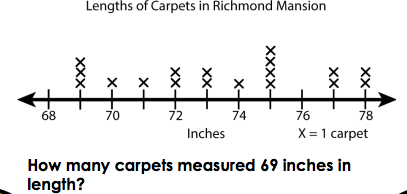 Lengths of Carpets in Richmond Mansion
68 70 72 74 76 78
Inches X = 1 carpet
How many carpets measured 69 inches in
length?